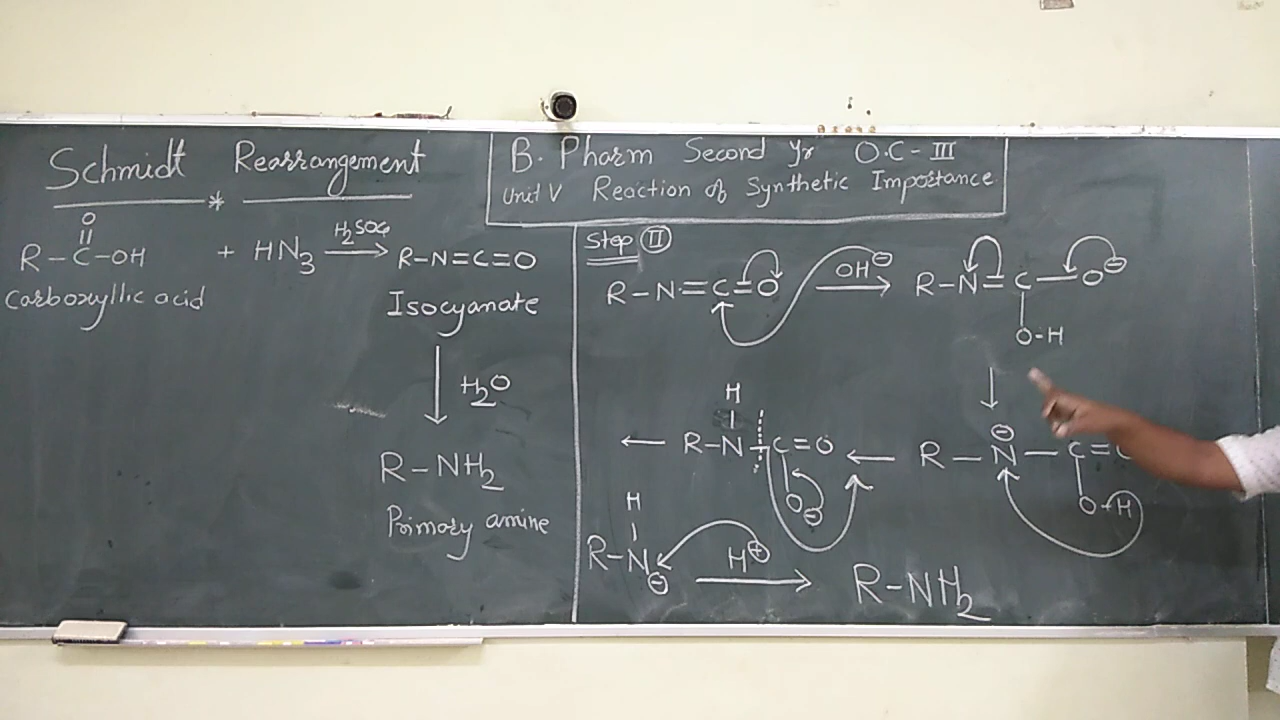 Schmidt Rearrangement
*
O
||
R-C-OH + HN3 H2SO4 R-N=C=O
Carboxyllic acid
Isocyanate
H2O
R-NH2
Primary amine
B. Pharm Second Yr O.C-III
Unit V Reaction of Synthetic Importance
Step II
R-N=C=O OH⊖ R-N=C-O⊖
O-H
H
R-N-C=O
O⊖
⊖
R-N-C=
O-H
H
R-N⊖
H⊕
R-NH2